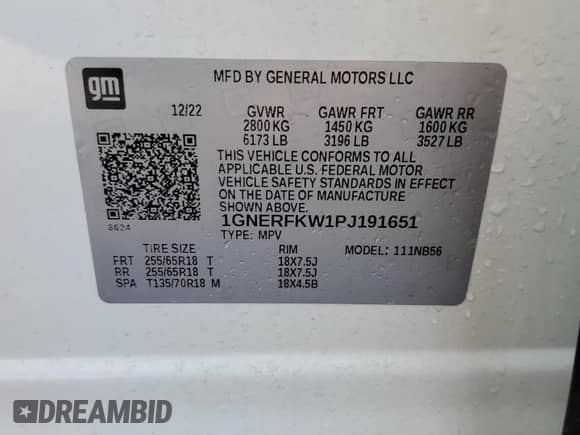 gm
MFD BY GENERAL MOTORS LLC
12/22 GVWR GAWR FRT GAWR RR
2800 KG 1450 KG 1600 KG
6173 LB 3196 LB 3527 LB
THIS VEHICLE CONFORMS TO ALL
APPLICABLE U.S. FEDERAL MOTOR
VEHICLE SAFETY STANDARDS IN EFFECT
ON THE DATE OF MANUFACTURE
SHOWN ABOVE.
8624 1GNERFKW1PJ191651
TYPE: MPV
TIRE SIZE RIM MODEL: 111NB56
FRT 255/65R18 T 18X7.5J
RR 255/65R18 T 18X7.5J
SPA T135/70R18 M 18X4.5B
DREAMBID